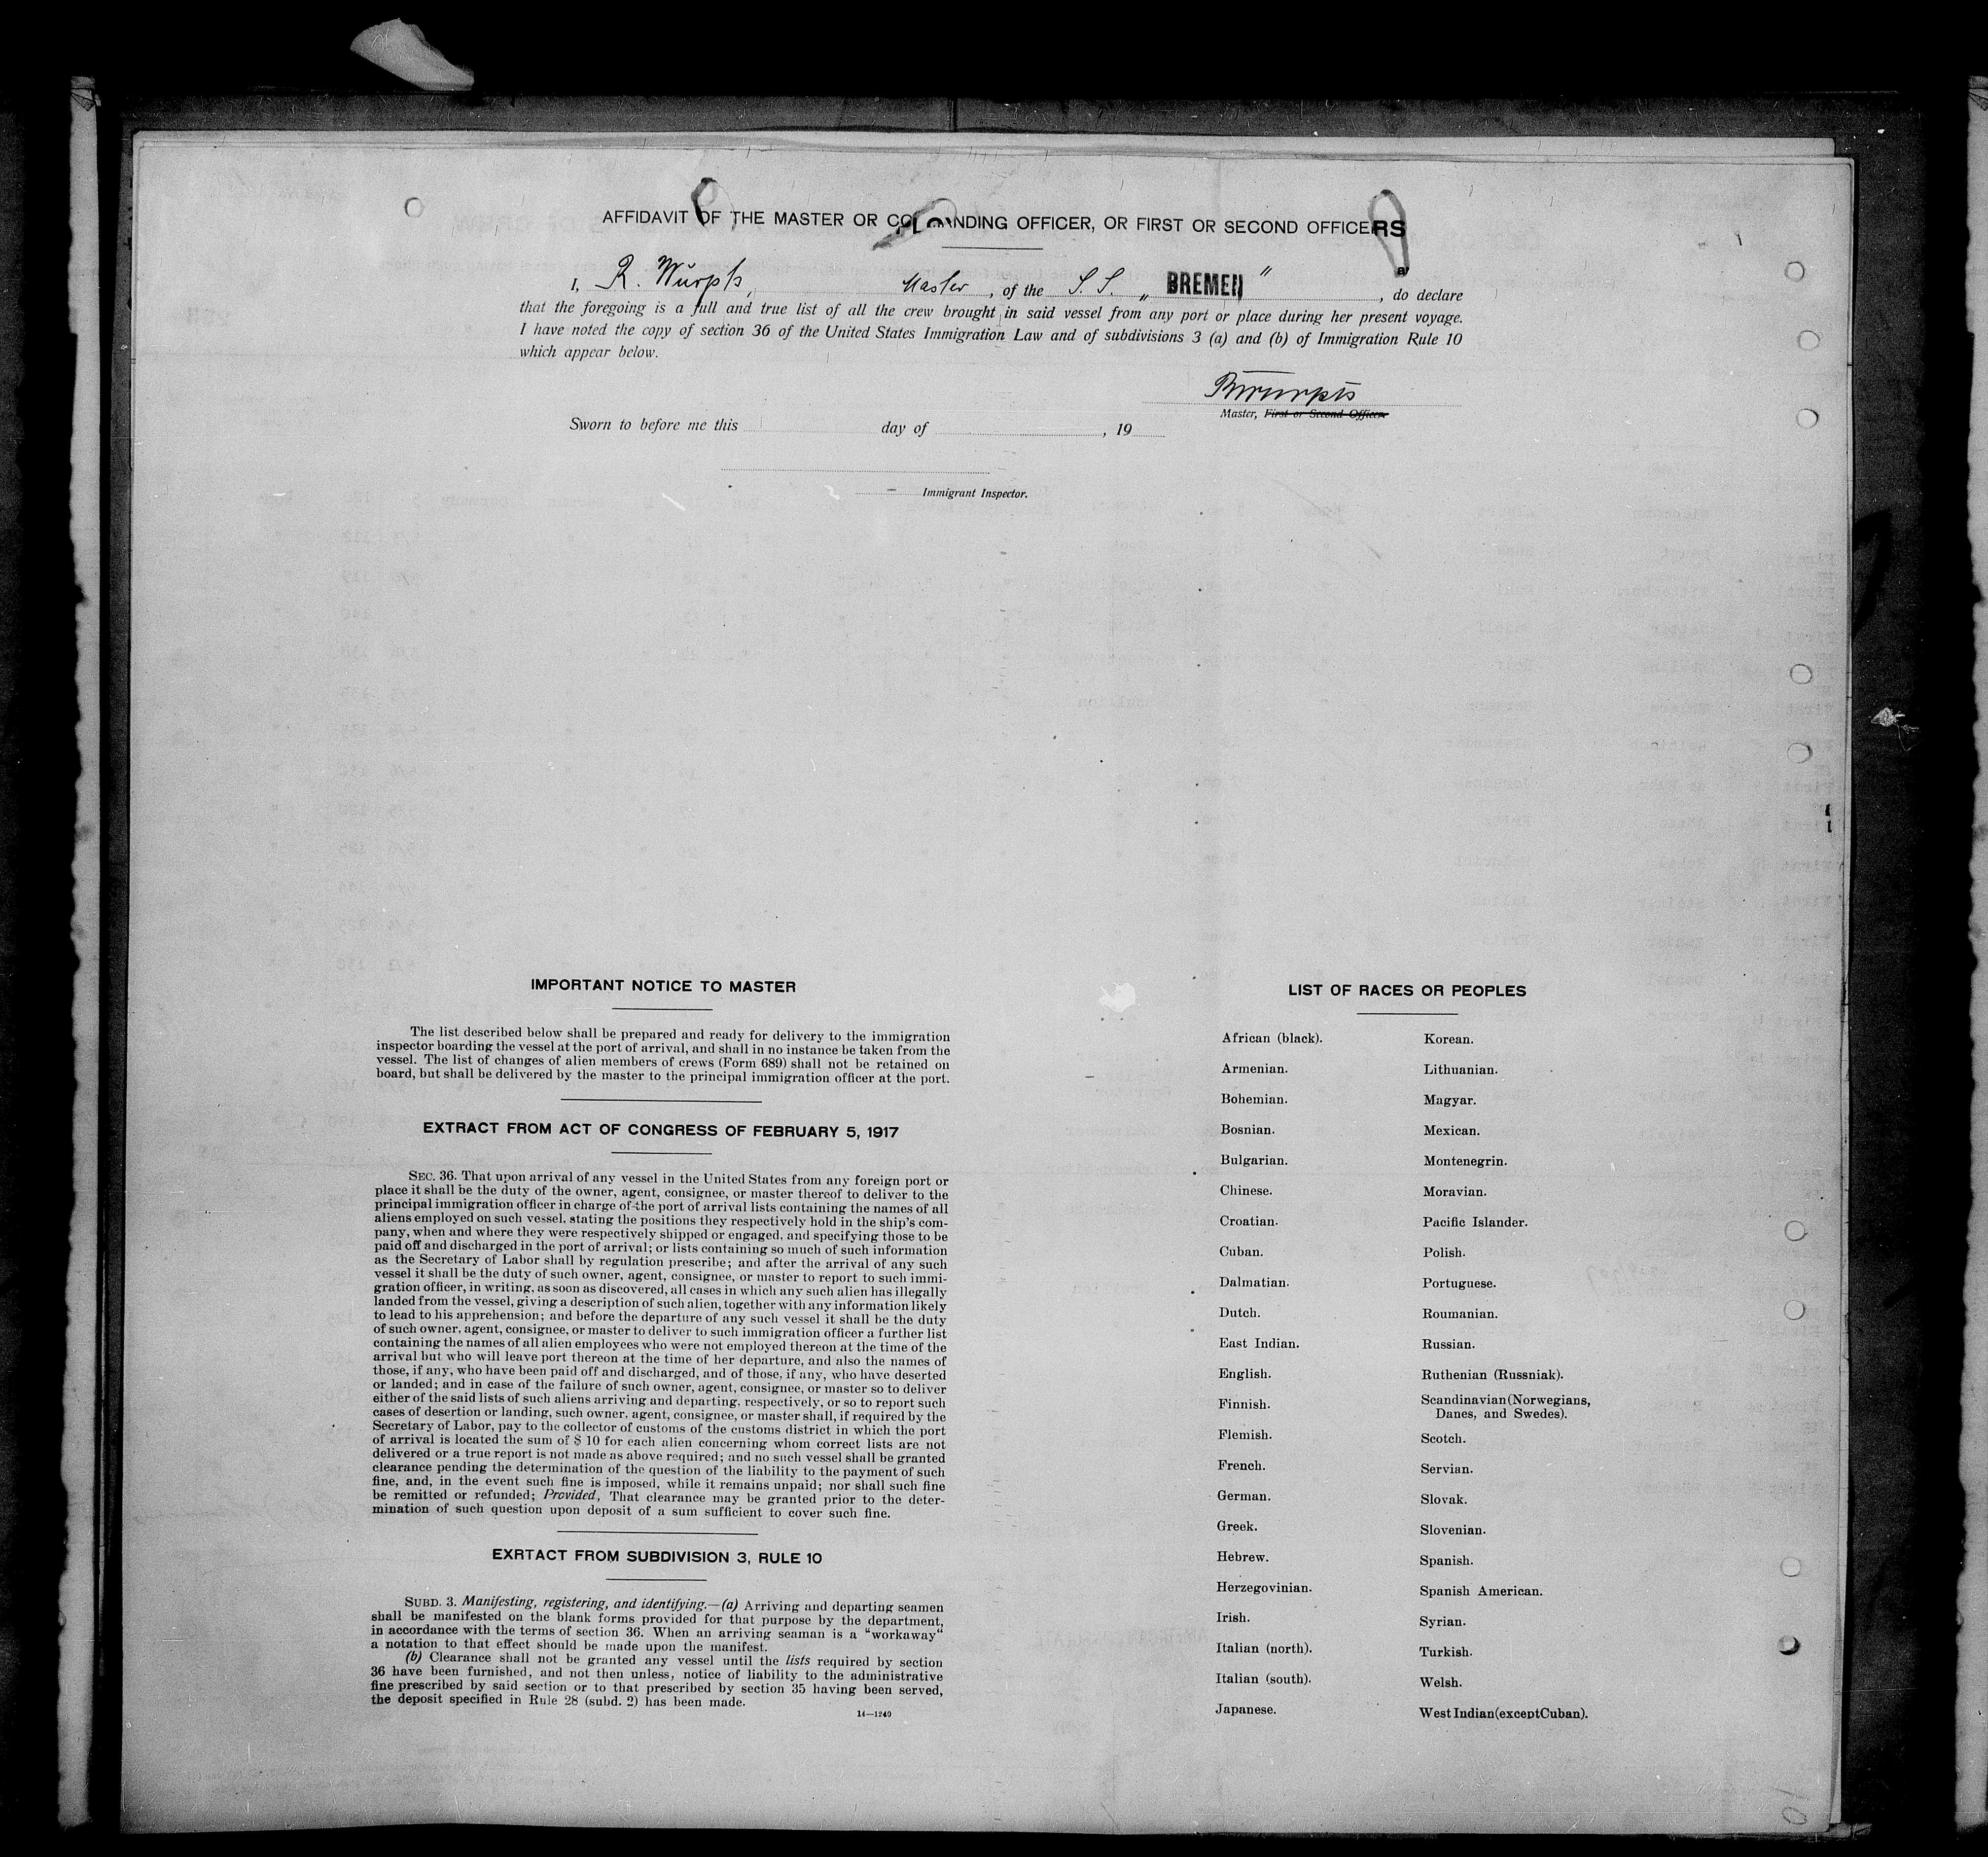 AFFIDAVIT OF THE MASTER OR COMMANDING OFFICER, OR FIRST OR SECOND OFFICERS
I, R. Würpts, Master, of the S. S. „ BREMEN ", do declare
that the foregoing is a full and true list of all the crew brought in said vessel from any port or place during her present voyage.
I have noted the copy of section 36 of the United States Immigration Law and of subdivisions 3 (a) and (b) of Immigration Rule 10
which appear below.
RWürpts
Master, First or Second Officer.
Sworn to before me this day of , 19
Immigrant Inspector.
IMPORTANT NOTICE TO MASTER
The list described below shall be prepared and ready for delivery to the immigration
inspector boarding the vessel at the port of arrival, and shall in no instance be taken from the
vessel. The list of changes of alien members of crews (Form 689) shall not be retained on
board, but shall be delivered by the master to the principal immigration officer at the port.
EXTRACT FROM ACT OF CONGRESS OF FEBRUARY 5, 1917
SEC. 36. That upon arrival of any vessel in the United States from any foreign port or
place it shall be the duty of the owner, agent, consignee, or master thereof to deliver to the
principal immigration officer in charge of the port of arrival lists containing the names of all
aliens employed on such vessel, stating the positions they respectively hold in the ship's com-
pany, when and where they were respectively shipped or engaged, and specifying those to be
paid off and discharged in the port of arrival; or lists containing so much of such information
as the Secretary of Labor shall by regulation prescribe; and after the arrival of any such
vessel it shall be the duty of such owner, agent, consignee, or master to report to such immi-
gration officer, in writing, as soon as discovered, all cases in which any such alien has illegally
landed from the vessel, giving a description of such alien, together with any information likely
to lead to his apprehension; and before the departure of any such vessel it shall be the duty
of such owner, agent, consignee, or master to deliver to such immigration officer a further list
containing the names of all alien employees who were not employed thereon at the time of the
arrival but who will leave port thereon at the time of her departure, and also the names of
those, if any, who have been paid off and discharged, and of those, if any, who have deserted
or landed; and in case of the failure of such owner, agent, consignee, or master so to deliver
either of the said lists of such aliens arriving and departing, respectively, or so to report such
cases of desertion or landing, such owner, agent, consignee, or master shall, if required by the
Secretary of Labor, pay to the collector of customs of the customs district in which the port
of arrival is located the sum of $ 10 for each alien concerning whom correct lists are not
delivered or a true report is not made as above required; and no such vessel shall be granted
clearance pending the determination of the question of the liability to the payment of such
fine, and, in the event such fine is imposed, while it remains unpaid; nor shall such fine
be remitted or refunded; Provided, That clearance may be granted prior to the deter-
mination of such question upon deposit of a sum sufficient to cover such fine.
EXRTACT FROM SUBDIVISION 3, RULE 10
SUBD. 3. Manifesting, registering, and identifying.—(a) Arriving and departing seamen
shall be manifested on the blank forms provided for that purpose by the department,
in accordance with the terms of section 36. When an arriving seaman is a "workaway"
a notation to that effect should be made upon the manifest.
(b) Clearance shall not be granted any vessel until the lists required by section
36 have been furnished, and not then unless, notice of liability to the administrative
fine prescribed by said section or to that prescribed by section 35 having been served,
the deposit specified in Rule 28 (subd. 2) has been made.
14—1240
LIST OF RACES OR PEOPLES
African (black).
Armenian.
Bohemian.
Bosnian.
Bulgarian.
Chinese.
Croatian.
Cuban.
Dalmatian.
Dutch.
East Indian.
English.
Finnish.
Flemish.
French.
German.
Greek.
Hebrew.
Herzegovinian.
Irish.
Italian (north).
Italian (south).
Japanese.
Korean.
Lithuanian.
Magyar.
Mexican.
Montenegrin.
Moravian.
Pacific Islander.
Polish.
Portuguese.
Roumanian.
Russian.
Ruthenian (Russniak).
Scandinavian(Norwegians,
Danes, and Swedes).
Scotch.
Servian.
Slovak.
Slovenian.
Spanish.
Spanish American.
Syrian.
Turkish.
Welsh.
West Indian(exceptCuban).
10